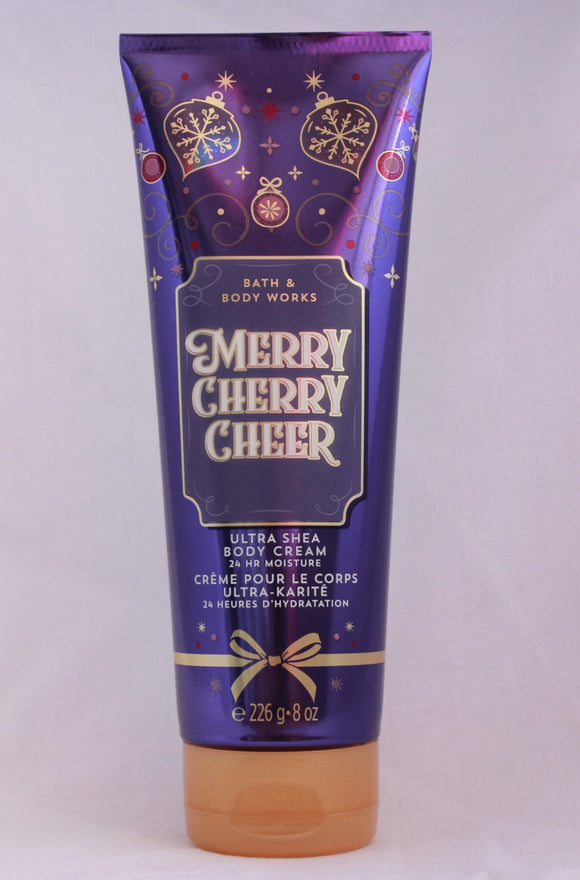 BATH &
BODY WORKS
MERRY
CHERRY
CHEER
ULTRA SHEA
BODY CREAM
24 HR MOISTURE
CRÈME POUR LE CORPS
ULTRA-KARITÉ
24 HEURES D'HYDRATATION
℮ 226 g • 8 oz